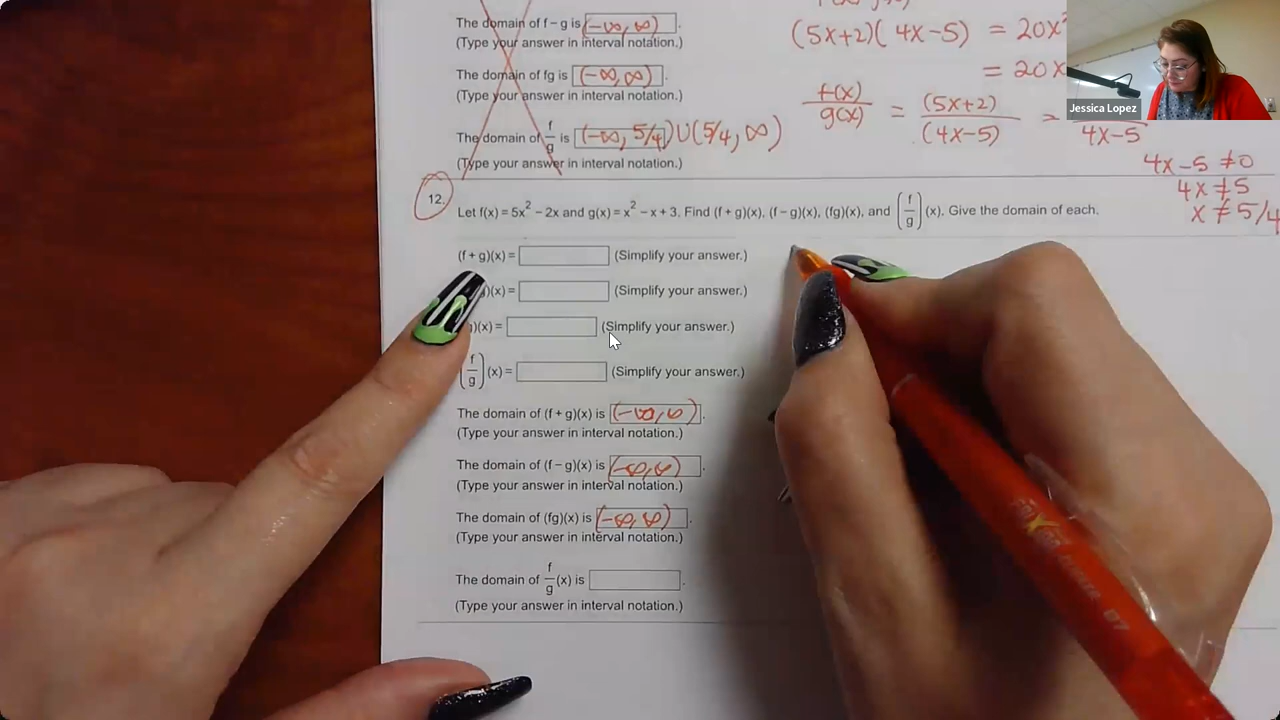 The domain of f − g is (−∞, ∞).
(Type your answer in interval notation.)
The domain of fg is (−∞, ∞).
(Type your answer in interval notation.)
The domain of f/g is (−∞, 5/4) ∪ (5/4, ∞)
(Type your answer in interval notation.)
(5x+2)(4x−5) = 20x
= 20x
f(x)/g(x) = (5x+2)/(4x−5) =
4x−5
4x−5 ≠ 0
4x ≠ 5
x ≠ 5/4
Jessica Lopez
12.
Let f(x) = 5x² − 2x and g(x) = x² − x + 3. Find (f + g)(x), (f − g)(x), (fg)(x), and (f/g)(x). Give the domain of each.
(f + g)(x) = (Simplify your answer.)
)(x) = (Simplify your answer.)
)(x) = (Simplify your answer.)
(f/g)(x) = (Simplify your answer.)
The domain of (f + g)(x) is (−∞, ∞).
(Type your answer in interval notation.)
The domain of (f − g)(x) is (−∞, ∞).
(Type your answer in interval notation.)
The domain of (fg)(x) is (−∞, ∞).
(Type your answer in interval notation.)
The domain of f/g(x) is .
(Type your answer in interval notation.)